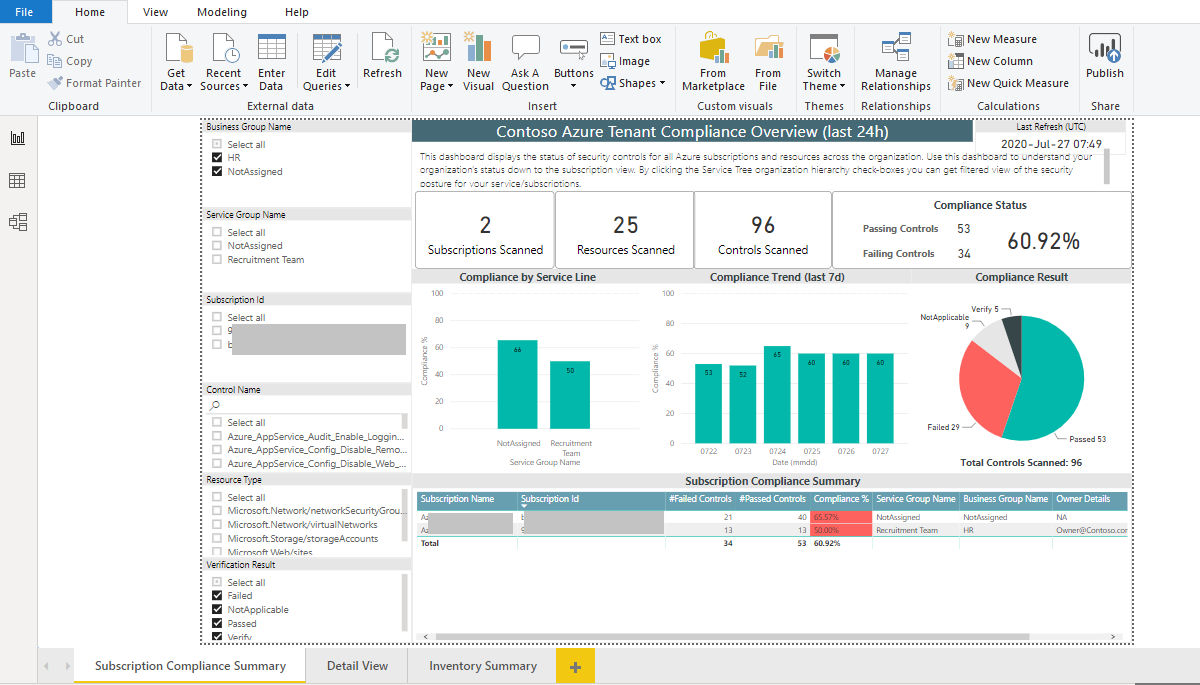 File
Home
View
Modeling
Help
Paste
Cut
Copy
Format Painter
Clipboard
Get
Data
Recent
Sources
Enter
Data
Edit
Queries
External data
Refresh
New
Page
New
Visual
Ask A
Question
Buttons
Text box
Image
Shapes
Insert
From
Marketplace
From
File
Custom visuals
Switch
Theme
Themes
Manage
Relationships
Relationships
New Measure
New Column
New Quick Measure
Calculations
Publish
Share
Business Group Name
Select all
HR
NotAssigned
Service Group Name
Select all
NotAssigned
Recruitment Team
Subscription Id
Select all
9
b
Control Name
Select all
Azure_AppService_Audit_Enable_Loggin...
Azure_AppService_Config_Disable_Remo...
Azure_AppService_Config_Disable_Web_...
Resource Type
Select all
Microsoft.Network/networkSecurityGrou...
Microsoft.Network/virtualNetworks
Microsoft.Storage/storageAccounts
Microsoft.Web/sites
Verification Result
Select all
Failed
NotApplicable
Passed
Verify
Contoso Azure Tenant Compliance Overview (last 24h)
Last Refresh (UTC)
2020-Jul-27 07:49
This dashboard displays the status of security controls for all Azure subscriptions and resources across the organization. Use this dashboard to understand your
organization's status down to the subscription view. By clicking the Service Tree organization hierarchy check-boxes you can get filtered view of the security
posture for your service/subscriptions.
2
Subscriptions Scanned
25
Resources Scanned
96
Controls Scanned
Compliance Status
Passing Controls 53
Failing Controls 34
60.92%
Compliance by Service Line
Compliance %
100
80
60
40
20
0
66
50
NotAssigned
Recruitment
Team
Service Group Name
Compliance Trend (last 7d)
Compliance %
100
80
60
40
20
0
53
52
65
60
60
60
0722 0723 0724 0725 0726 0727
Date (mmdd)
Compliance Result
Verify 5
NotApplicable
9
Failed 29
Passed 53
Total Controls Scanned: 96
Subscription Compliance Summary
Subscription Name Subscription Id #Failed Controls #Passed Controls Compliance % Service Group Name Business Group Name Owner Details
Az b 21 40 65.57% NotAssigned NotAssigned NA
Az 9 13 13 50.00% Recruitment Team HR Owner@Contoso.cor
Total 34 53 60.92%
Subscription Compliance Summary
Detail View
Inventory Summary